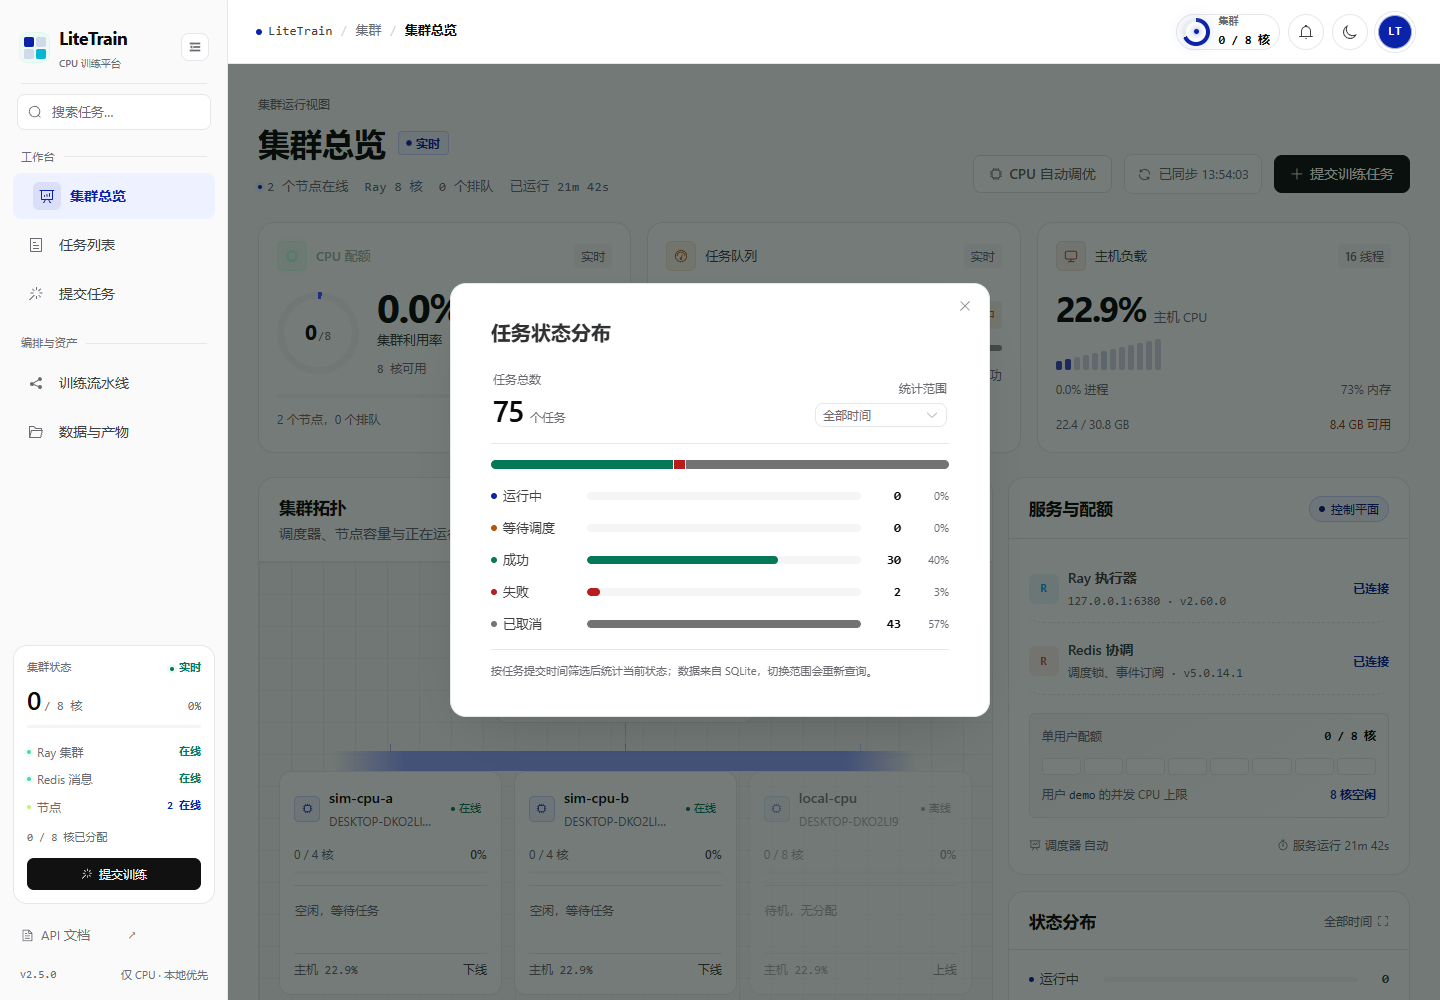 LiteTrain
CPU 训练平台
搜索任务...
工作台
集群总览
任务列表
提交任务
编排与资产
训练流水线
数据与产物
集群状态
实时
0 / 8 核
0%
Ray 集群
在线
Redis 消息
在线
节点
2 在线
0 / 8 核已分配
提交训练
API 文档
v2.5.0
仅 CPU · 本地优先
LiteTrain / 集群 / 集群总览
集群
0 / 8 核
LT
集群运行视图
集群总览
实时
2 个节点在线 Ray 8 核 0 个排队 已运行 21m 42s
CPU 自动调优
已同步 13:54:03
提交训练任务
CPU 配额
实时
0/8
0.0%
集群利用率
8 核可用
2 个节点，0 个排队
任务队列
实时
功
主机负载
16 线程
22.9% 主机 CPU
0.0% 进程
73% 内存
22.4 / 30.8 GB
8.4 GB 可用
任务状态分布
任务总数
75 个任务
统计范围
全部时间
运行中 0 0%
等待调度 0 0%
成功 30 40%
失败 2 3%
已取消 43 57%
按任务提交时间筛选后统计当前状态；数据来自 SQLite，切换范围会重新查询。
集群拓扑
调度器、节点容量与正在运
sim-cpu-a
在线
DESKTOP-DKO2LI...
0 / 4 核
0%
空闲，等待任务
主机 22.9%
下线
sim-cpu-b
在线
DESKTOP-DKO2LI...
0 / 4 核
0%
空闲，等待任务
主机 22.9%
下线
local-cpu
离线
DESKTOP-DKO2LI9
0 / 8 核
0%
待机，无分配
主机 22.9%
上线
服务与配额
控制平面
R
Ray 执行器
127.0.0.1:6380 · v2.60.0
已连接
R
Redis 协调
调度锁、事件订阅 · v5.0.14.1
已连接
单用户配额
0 / 8 核
用户 demo 的并发 CPU 上限
8 核空闲
调度器 自动
服务运行 21m 42s
状态分布
全部时间
运行中
0